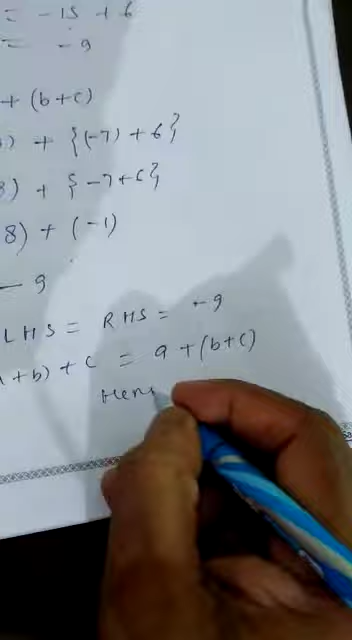 = -15 + 6
= -9
+ (b+c)
) + {(-7) + 6}
8) + {-7+6}
8) + (-1)
- 9
LHS = RHS = -9
+ b) + c = a + (b+c)
Hen